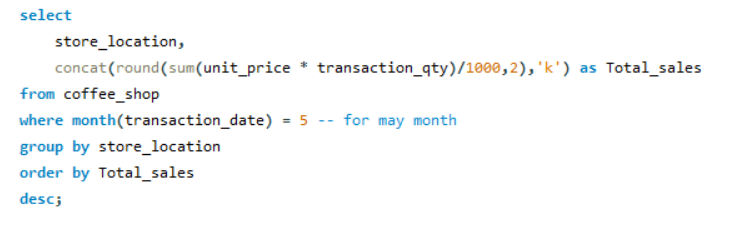 select
store_location,
concat(round(sum(unit_price * transaction_qty)/1000,2),'k') as Total_sales
from coffee_shop
where month(transaction_date) = 5 -- for may month
group by store_location
order by Total_sales
desc;